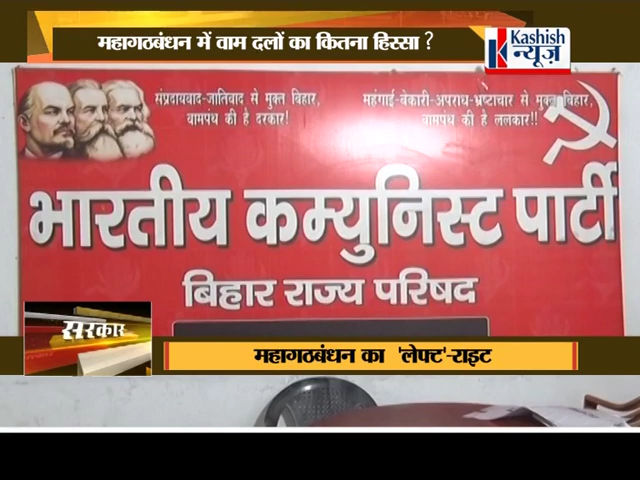 महागठबंधन में वाम दलों का कितना हिस्सा ?
Kashish
न्यूज़
संप्रदायवाद-जातिवाद से मुक्त बिहार,
वामपंथ की है दरकार!
महंगाई-बेकारी-अपराध-भ्रष्टाचार से मुक्त बिहार,
वामपंथ की है ललकार!!
भारतीय कम्युनिस्ट पार्टी
बिहार राज्य परिषद
सरकार
महागठबंधन का 'लेफ्ट'-राइट